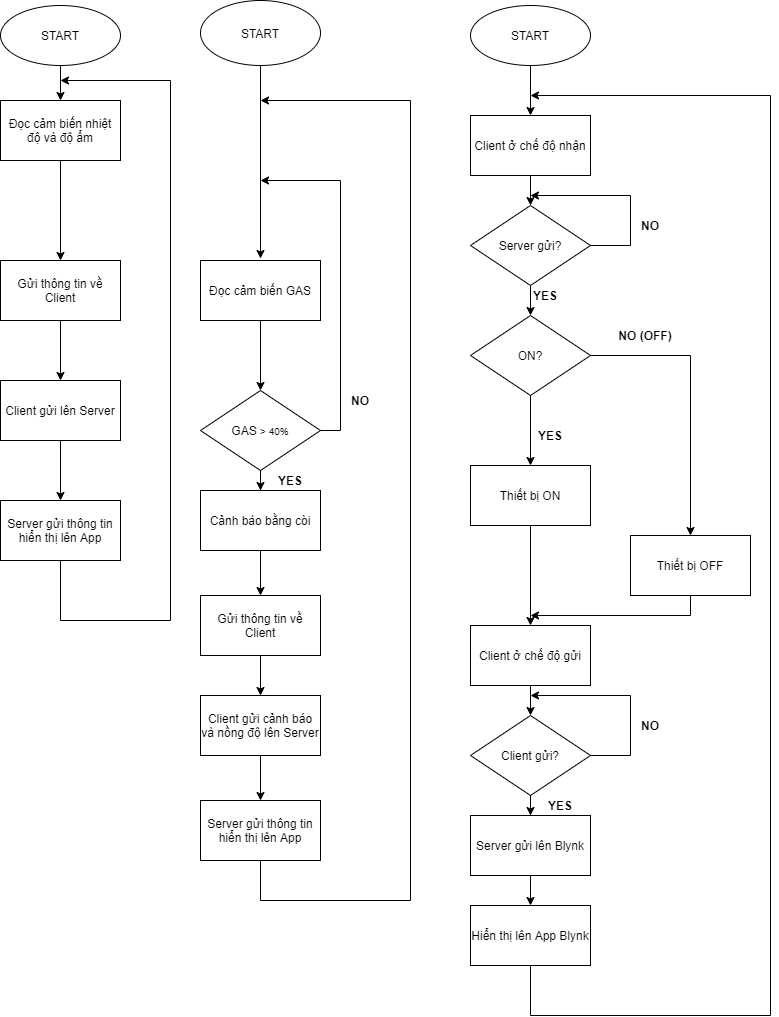 START
Đọc cảm biến nhiệt
độ và độ ẩm
Gửi thông tin về
Client
Client gửi lên Server
Server gửi thông tin
hiển thị lên App
START
Đọc cảm biến GAS
GAS > 40%
NO
YES
Cảnh báo bằng còi
Gửi thông tin về
Client
Client gửi cảnh báo
và nồng độ lên Server
Server gửi thông tin
hiển thị lên App
START
Client ở chế độ nhận
Server gửi?
NO
YES
ON?
NO (OFF)
YES
Thiết bị ON
Thiết bị OFF
Client ở chế độ gửi
Client gửi?
NO
YES
Server gửi lên Blynk
Hiển thị lên App Blynk